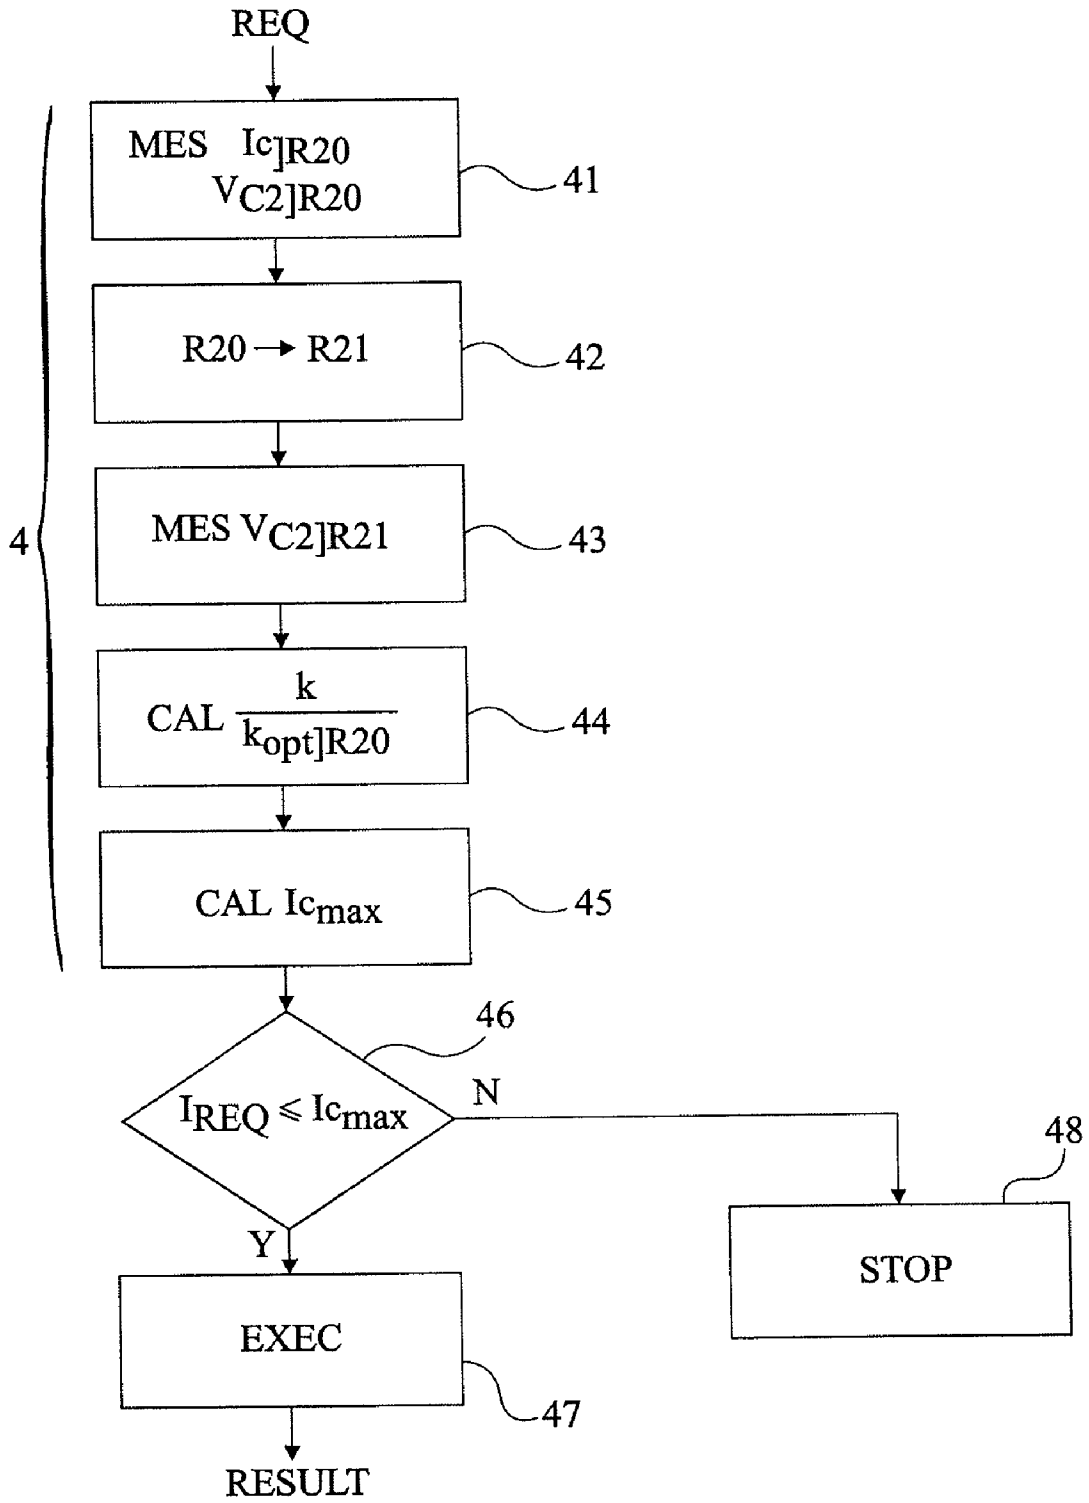 REQ
MES Ic]R20
VC2]R20
41
R20 → R21
42
4
MES VC2]R21
43
CAL k
kopt]R20
44
CAL Icmax
45
46
IREQ ⩽ Icmax
N
48
Y
STOP
EXEC
47
RESULT